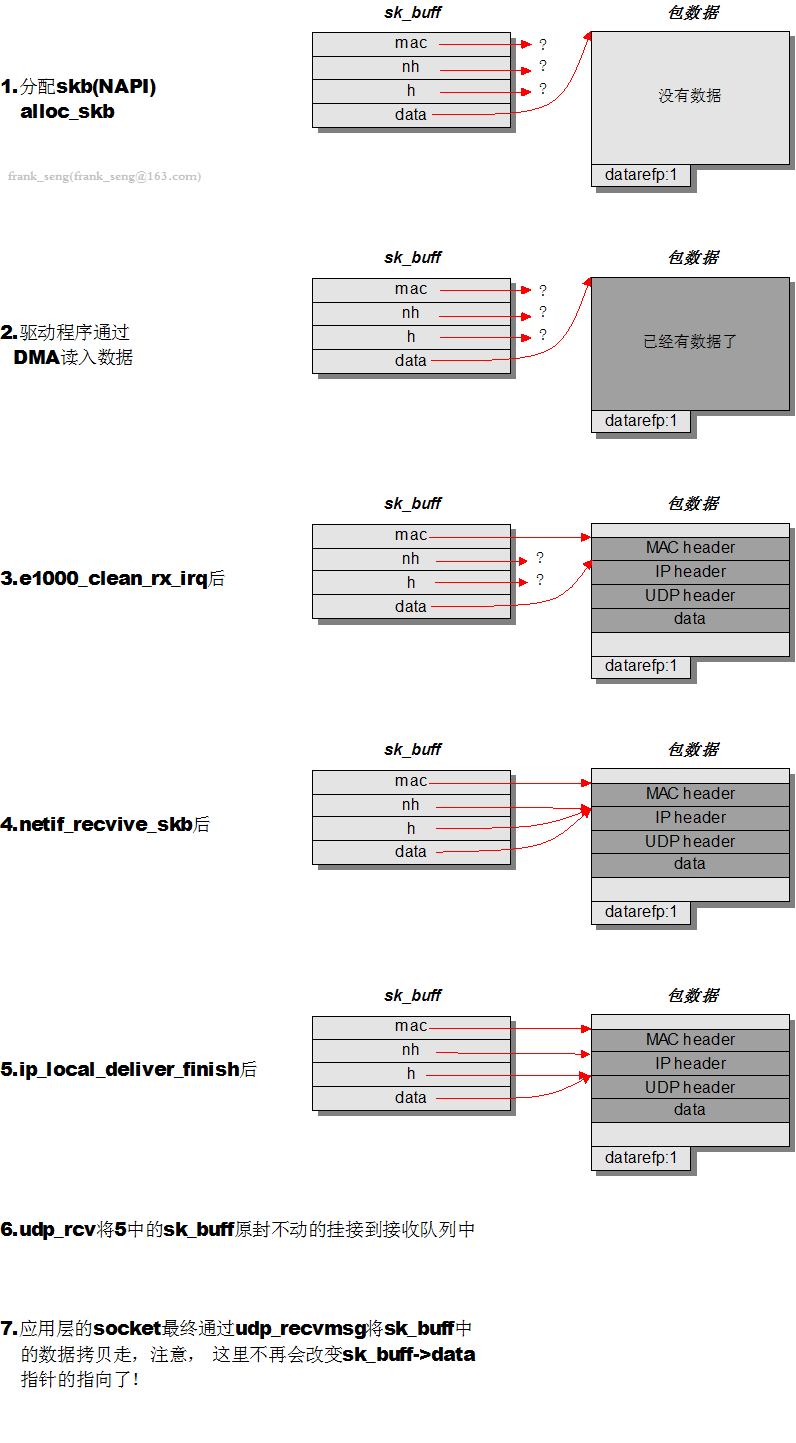 sk_buff
包数据
mac
?
nh
?
h
?
data
没有数据
datarefp:1
1.分配skb(NAPI)
alloc_skb
frank_seng(frank_seng@163.com)
sk_buff
包数据
mac
?
nh
?
h
?
data
已经有数据了
datarefp:1
2.驱动程序通过
DMA读入数据
sk_buff
包数据
mac
nh
?
h
?
data
MAC header
IP header
UDP header
data
datarefp:1
3.e1000_clean_rx_irq后
sk_buff
包数据
mac
nh
h
data
MAC header
IP header
UDP header
data
datarefp:1
4.netif_recvive_skb后
sk_buff
包数据
mac
nh
h
data
MAC header
IP header
UDP header
data
datarefp:1
5.ip_local_deliver_finish后
6.udp_rcv将5中的sk_buff原封不动的挂接到接收队列中
7.应用层的socket最终通过udp_recvmsg将sk_buff中
的数据拷贝走，注意， 这里不再会改变sk_buff->data
指针的指向了！